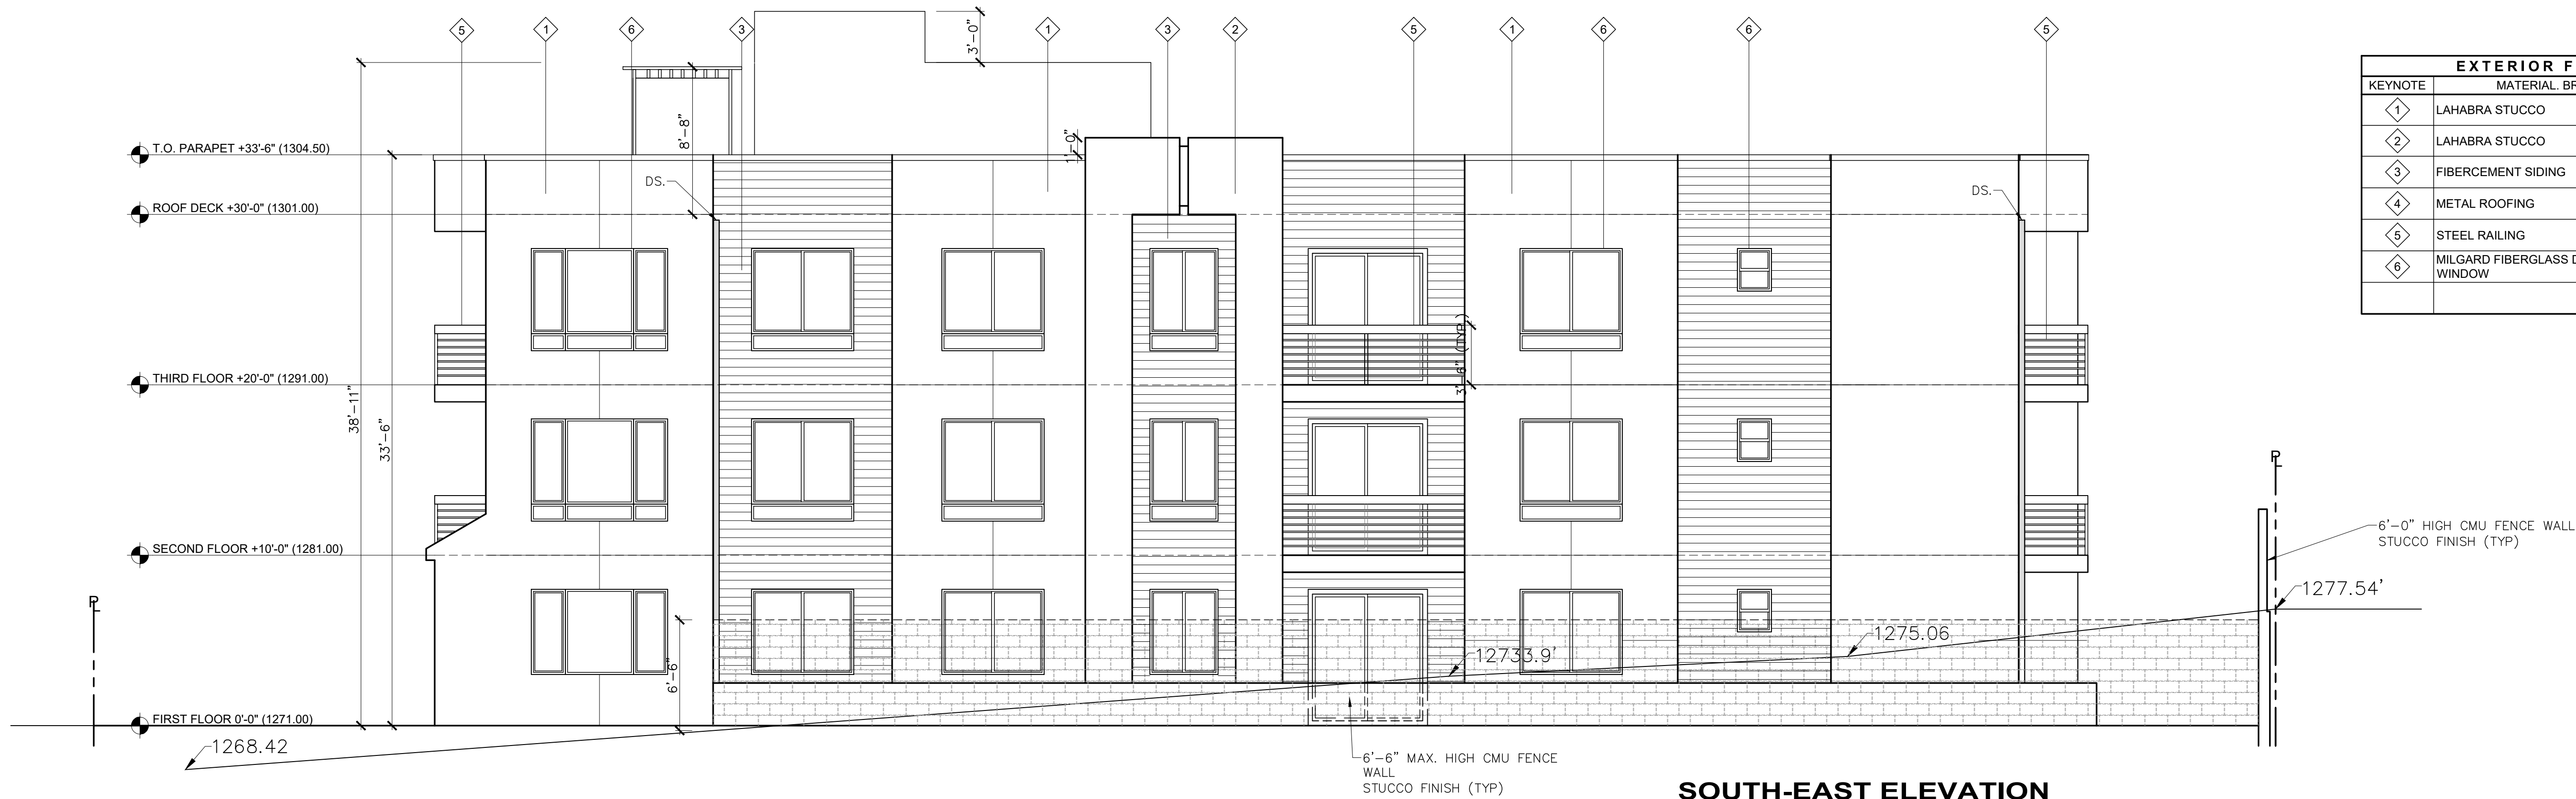 5
1
6
3
1
3
2
5
1
6
6
5
3'-0"
8'-8"
1'-0"
38'-11"
33'-6"
T.O. PARAPET +33'-6" (1304.50)
ROOF DECK +30'-0" (1301.00)
THIRD FLOOR +20'-0" (1291.00)
SECOND FLOOR +10'-0" (1281.00)
FIRST FLOOR 0'-0" (1271.00)
DS.
DS.
3'-6" (TYP.)
6'-6"
PL
PL
1268.42
12733.9'
1275.06
1277.54'
6'-0" HIGH CMU FENCE WALL
STUCCO FINISH (TYP)
6'-6" MAX. HIGH CMU FENCE
WALL
STUCCO FINISH (TYP)
SOUTH-EAST ELEVATION
EXTERIOR F
KEYNOTE MATERIAL. BR
1 LAHABRA STUCCO
2 LAHABRA STUCCO
3 FIBERCEMENT SIDING
4 METAL ROOFING
5 STEEL RAILING
6 MILGARD FIBERGLASS D
WINDOW